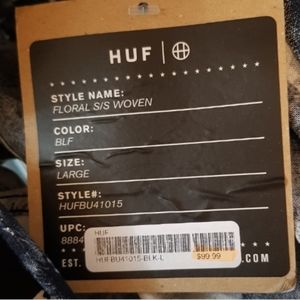 HUF
STYLE NAME:
FLORAL S/S WOVEN
COLOR:
BLF
SIZE:
LARGE
STYLE#:
HUFBU41015
UPC:
8884
HUF
HUFBU41015-BLK-L
$99.99
EST.
.COM